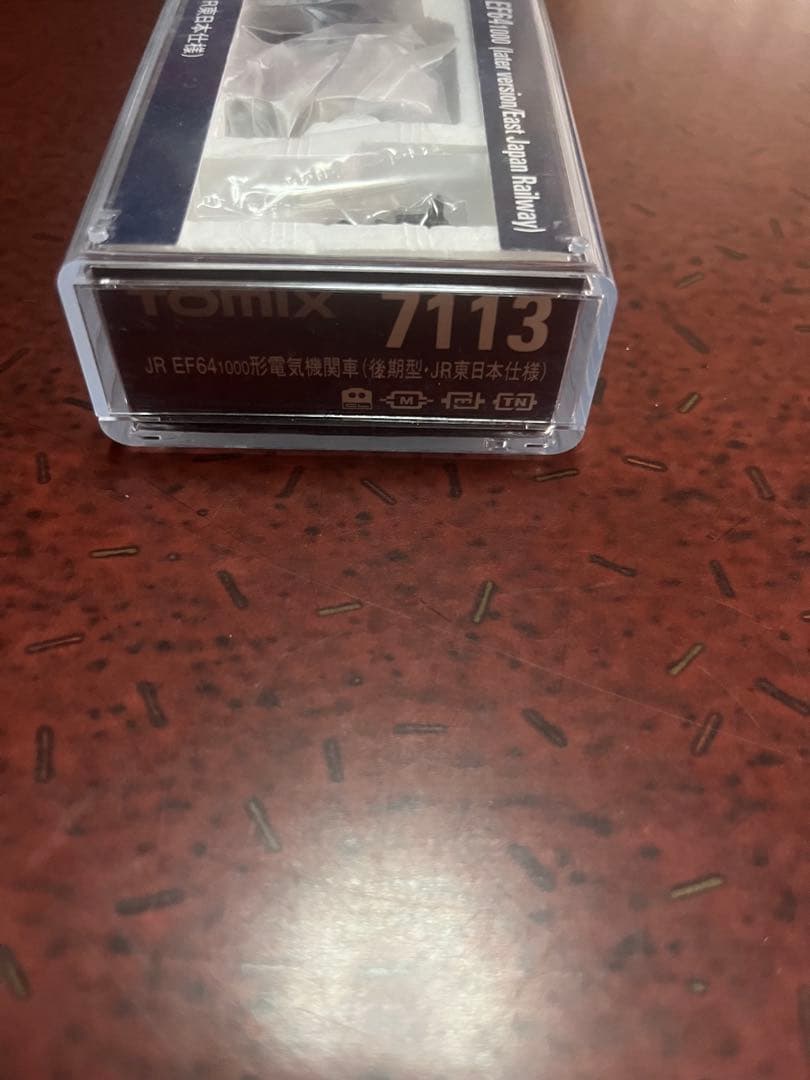 R東日本仕様)
EF641000 (later version/East Japan Railway)
TOMIX 7113
JR EF641000形電気機関車(後期型・JR東日本仕様)
M E TN